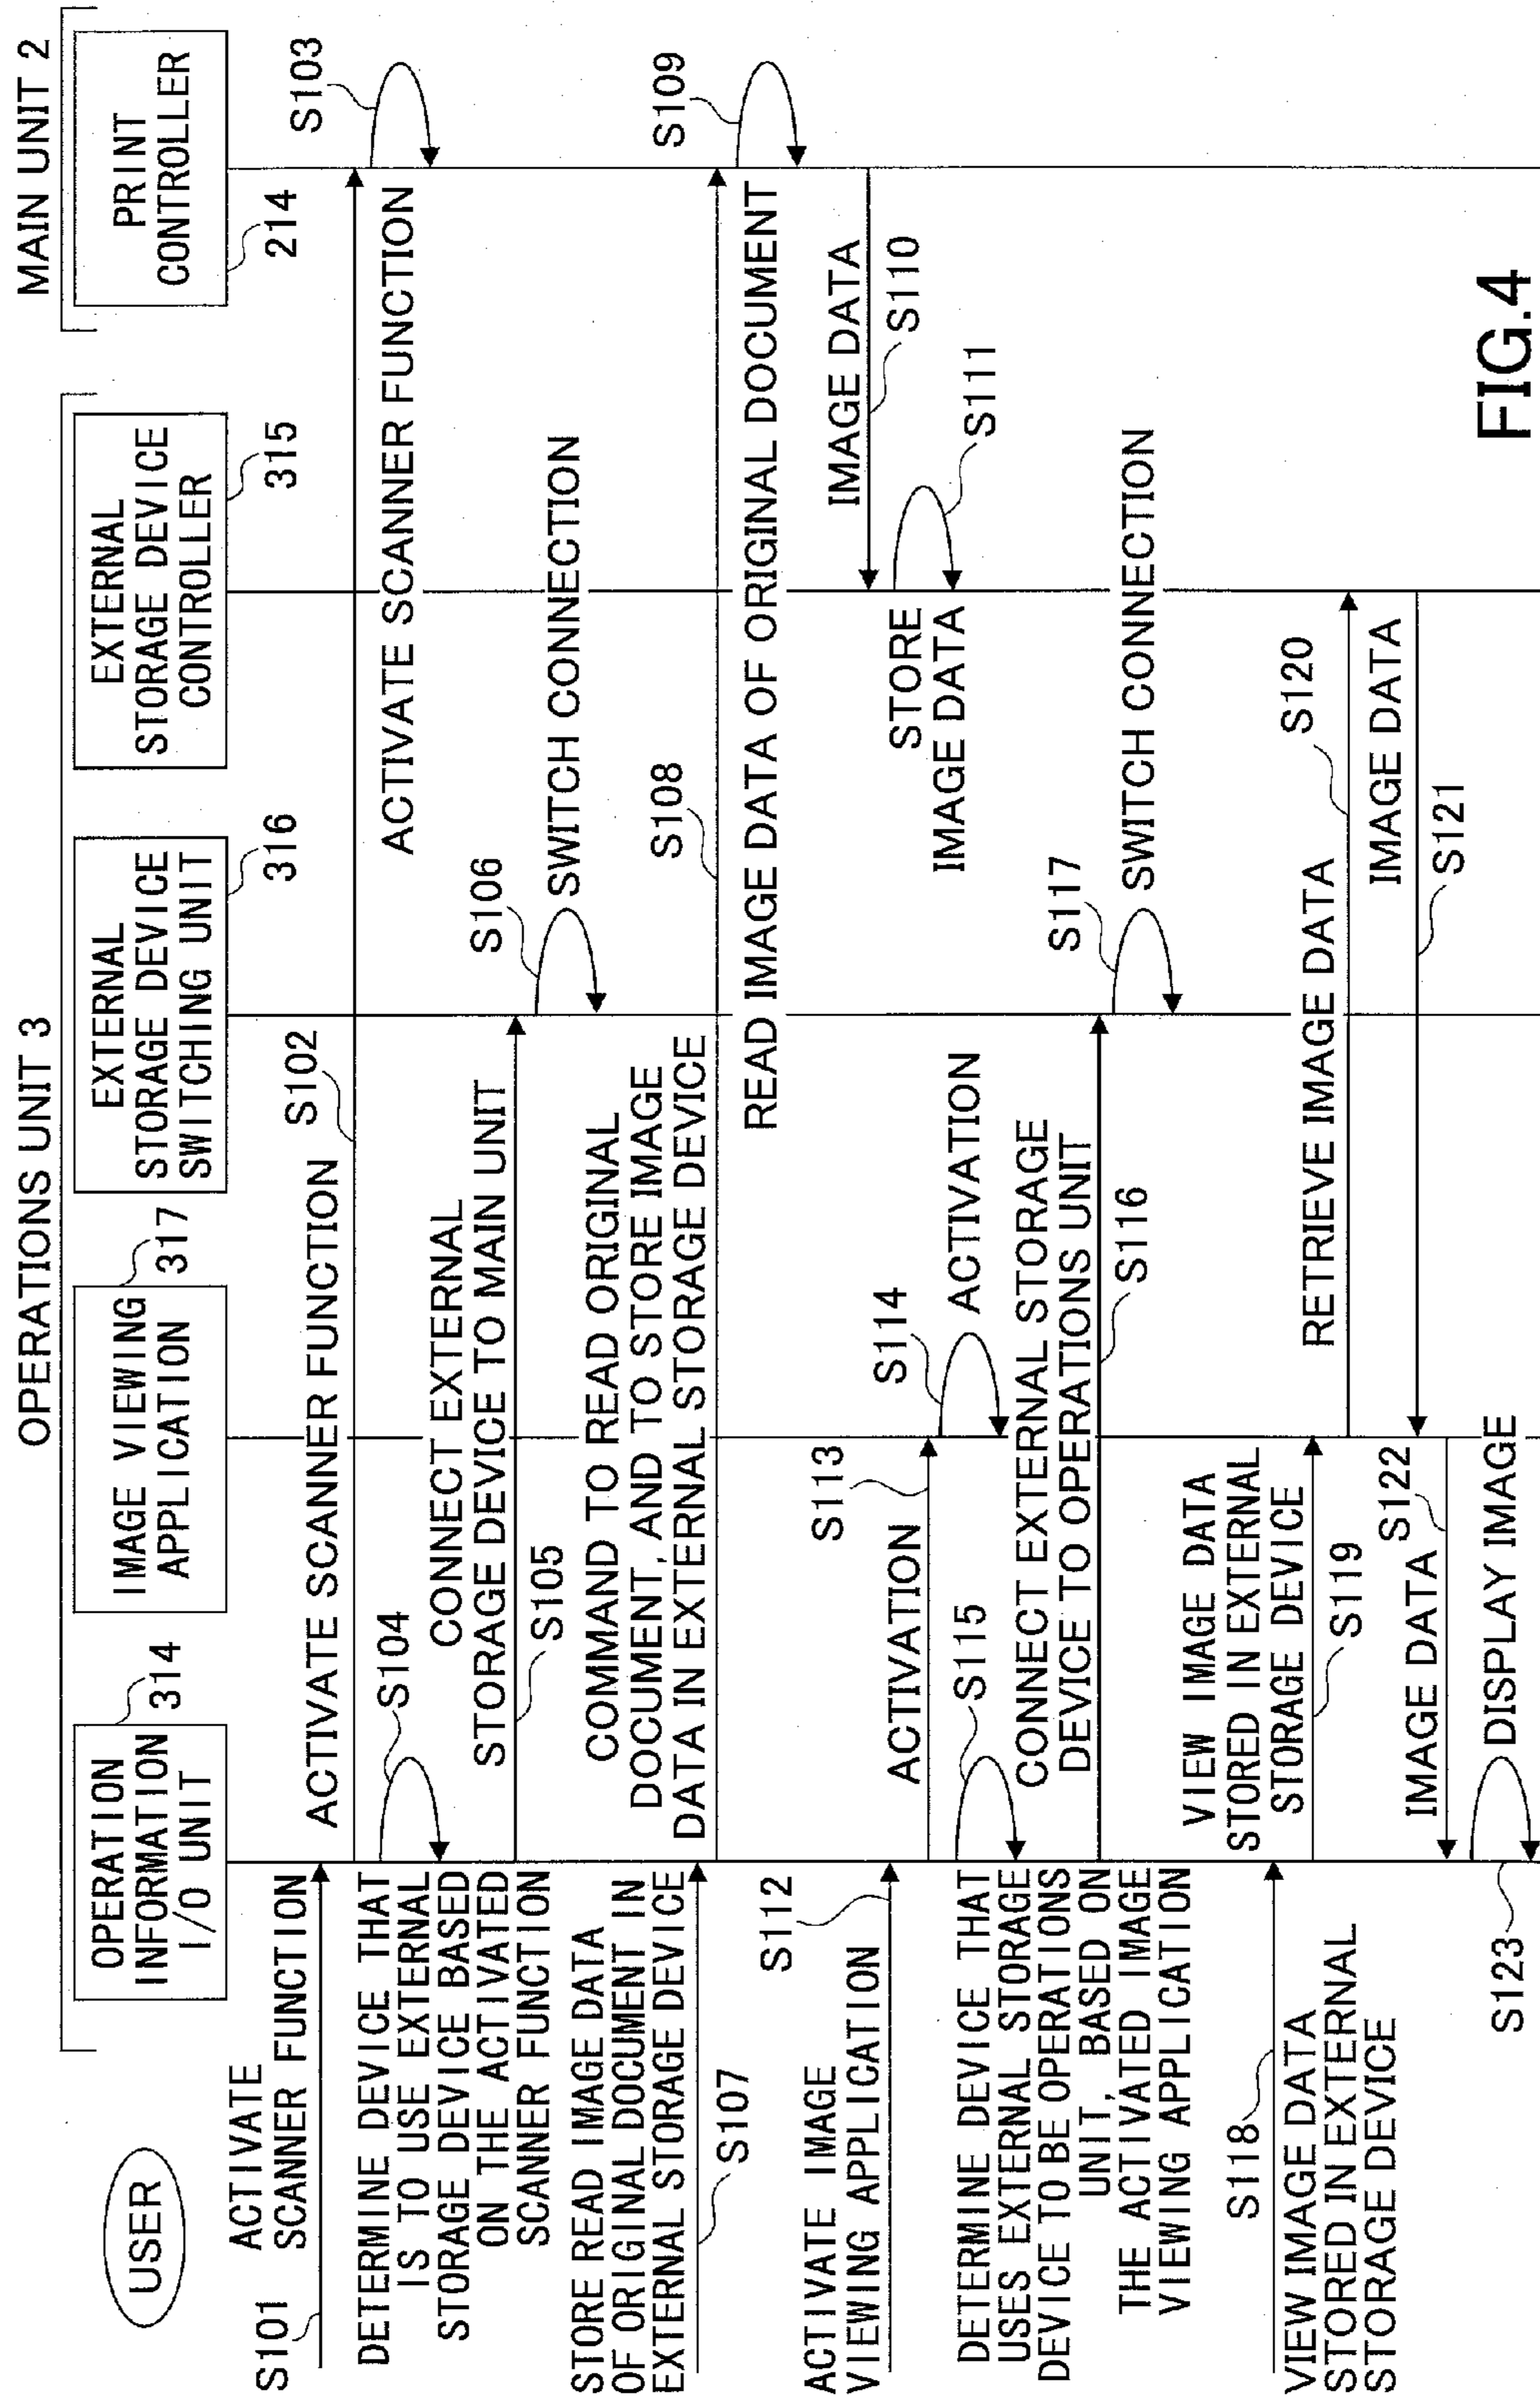 USER
OPERATIONS UNIT 3
MAIN UNIT 2
OPERATION
INFORMATION
I/O UNIT
314
IMAGE VIEWING
APPLICATION
317
EXTERNAL
STORAGE DEVICE
SWITCHING UNIT
316
EXTERNAL
STORAGE DEVICE
CONTROLLER
315
PRINT
CONTROLLER
214
S101
ACTIVATE
SCANNER FUNCTION
ACTIVATE SCANNER FUNCTION
S102
S103
ACTIVATE SCANNER FUNCTION
DETERMINE DEVICE THAT
IS TO USE EXTERNAL
STORAGE DEVICE BASED
ON THE ACTIVATED
SCANNER FUNCTION
S104
CONNECT EXTERNAL
STORAGE DEVICE TO MAIN UNIT
S105
S106
SWITCH CONNECTION
STORE READ IMAGE DATA
OF ORIGINAL DOCUMENT IN
EXTERNAL STORAGE DEVICE
S107
COMMAND TO READ ORIGINAL
DOCUMENT, AND TO STORE IMAGE
DATA IN EXTERNAL STORAGE DEVICE
S108
S109
READ IMAGE DATA OF ORIGINAL DOCUMENT
IMAGE DATA
S110
STORE
IMAGE DATA
S111
ACTIVATE IMAGE
VIEWING APPLICATION
S112
ACTIVATION
S113
S114
ACTIVATION
DETERMINE DEVICE THAT
USES EXTERNAL STORAGE
DEVICE TO BE OPERATIONS
UNIT, BASED ON
THE ACTIVATED IMAGE
VIEWING APPLICATION
S115
CONNECT EXTERNAL STORAGE
DEVICE TO OPERATIONS UNIT
S116
S117
SWITCH CONNECTION
S118
VIEW IMAGE DATA
STORED IN EXTERNAL
STORAGE DEVICE
VIEW IMAGE DATA
STORED IN EXTERNAL
STORAGE DEVICE
S119
RETRIEVE IMAGE DATA
S120
IMAGE DATA
S121
IMAGE DATA
S122
S123
DISPLAY IMAGE
FIG.4